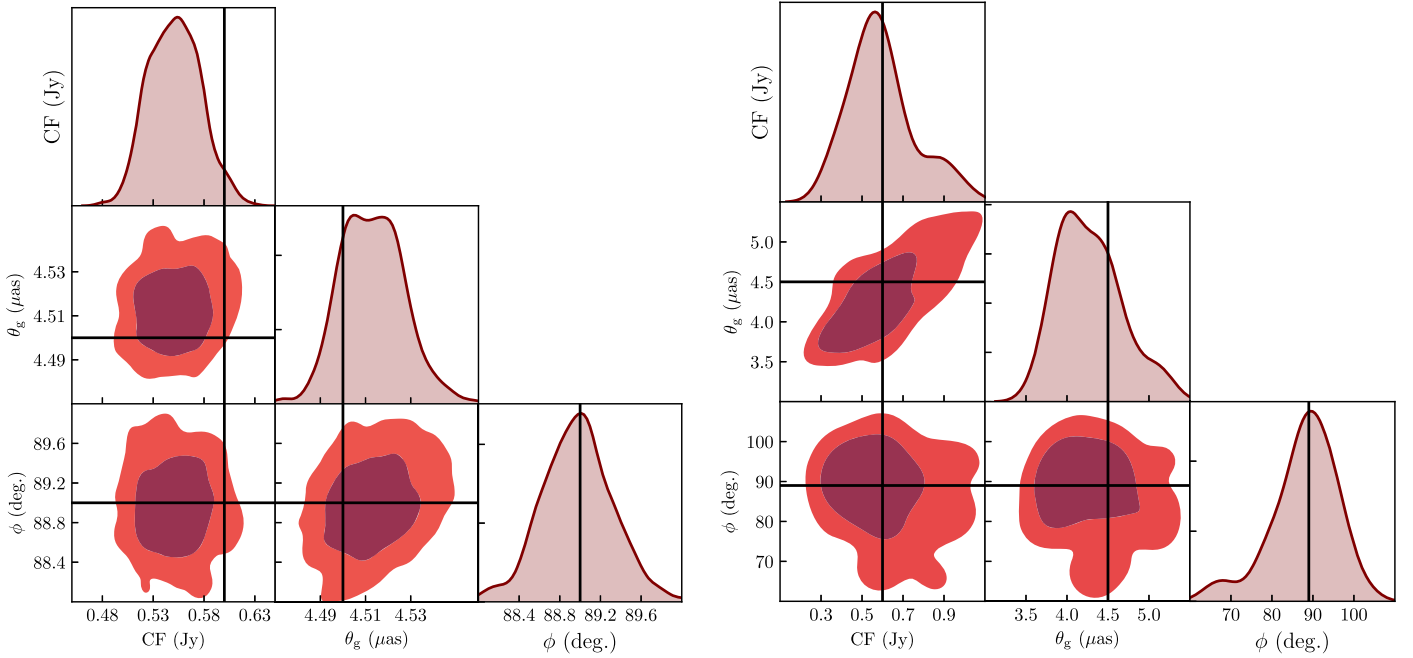 CF (Jy)
θg (μas)
4.53
4.51
4.49
φ (deg.)
89.6
89.2
88.8
88.4
0.48 0.53 0.58 0.63
CF (Jy)
4.49 4.51 4.53
θg (μas)
88.4 88.8 89.2 89.6
φ (deg.)
CF (Jy)
θg (μas)
5.0
4.5
4.0
3.5
φ (deg.)
100
90
80
70
0.3 0.5 0.7 0.9
CF (Jy)
3.5 4.0 4.5 5.0
θg (μas)
70 80 90 100
φ (deg.)